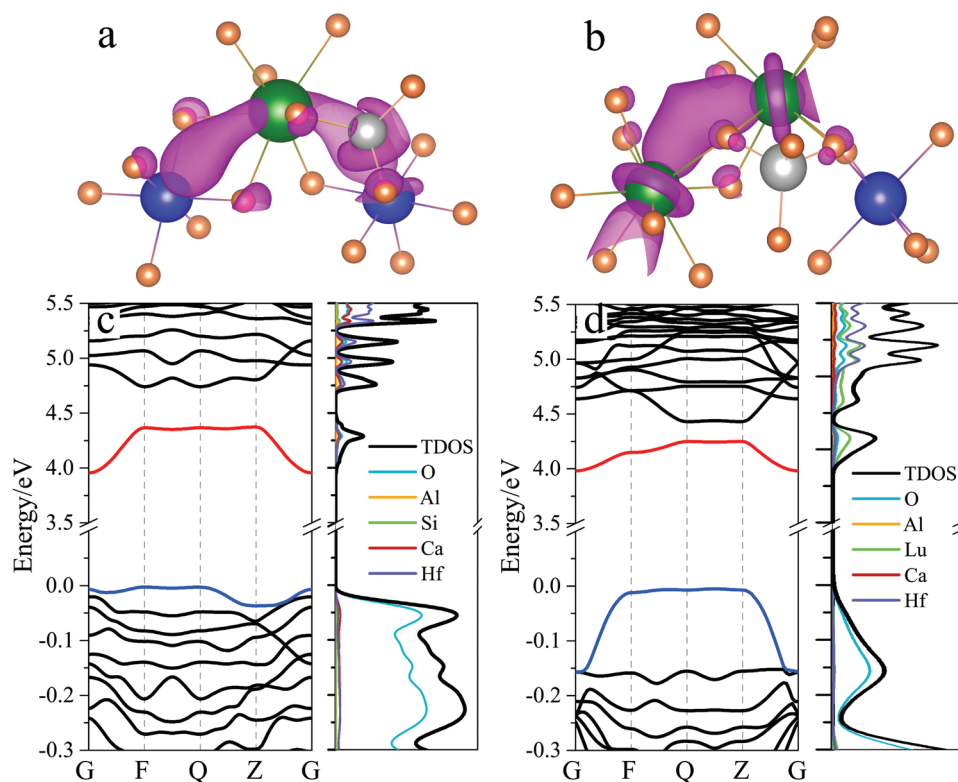 a
b
c
5.5
5.0
4.5
4.0
3.5
0.0
-0.1
-0.2
-0.3
Energy/eV
G F Q Z G
TDOS
O
Al
Si
Ca
Hf
d
5.5
5.0
4.5
4.0
3.5
0.0
-0.1
-0.2
-0.3
Energy/eV
G F Q Z G
TDOS
O
Al
Lu
Ca
Hf